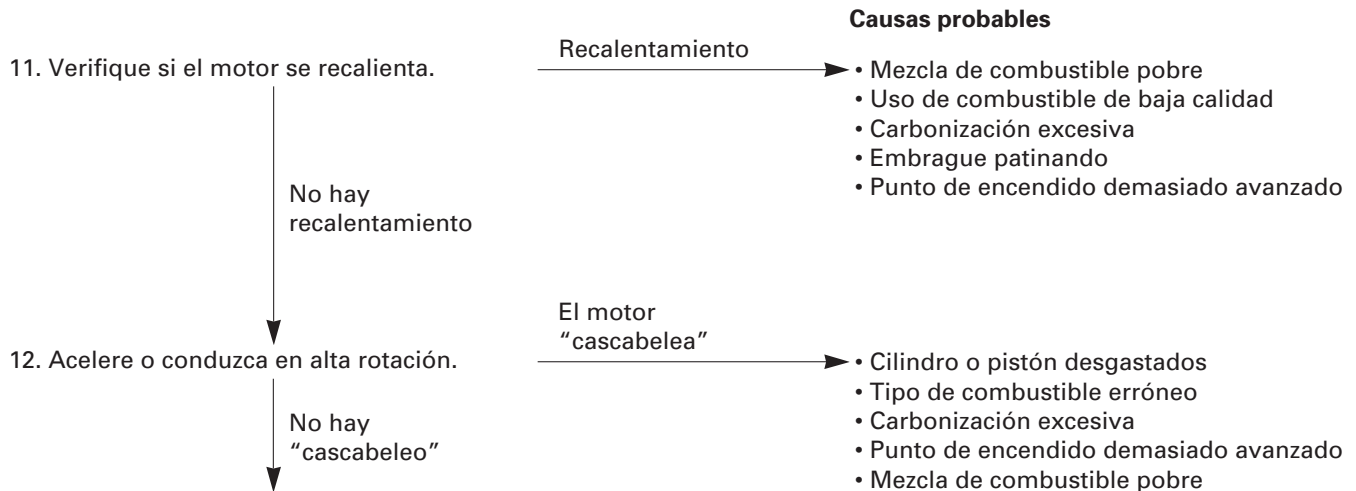 Causas probables
11. Verifique si el motor se recalienta.
Recalentamiento
• Mezcla de combustible pobre
• Uso de combustible de baja calidad
• Carbonización excesiva
• Embrague patinando
• Punto de encendido demasiado avanzado
No hay
recalentamiento
12. Acelere o conduzca en alta rotación.
El motor
“cascabelea”
• Cilindro o pistón desgastados
• Tipo de combustible erróneo
• Carbonización excesiva
• Punto de encendido demasiado avanzado
• Mezcla de combustible pobre
No hay
“cascabeleo”